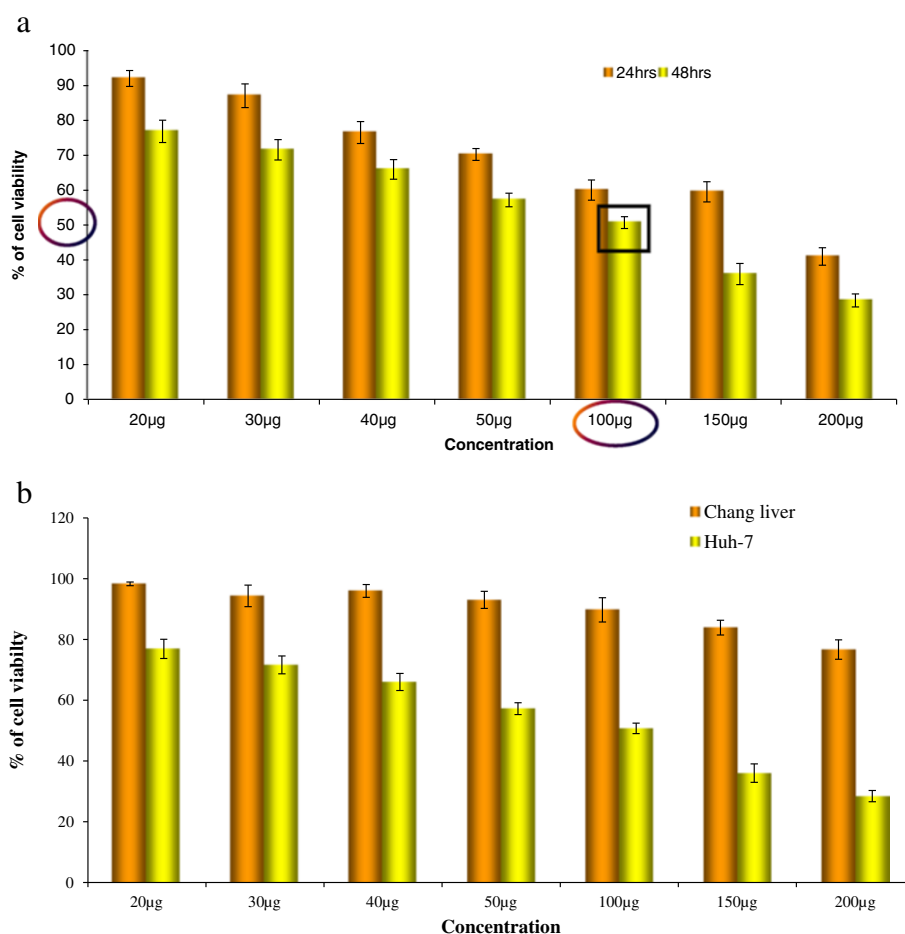 a
100
90
80
70
60
50
40
30
20
10
0
% of cell viability
24hrs 48hrs
20µg 30µg 40µg 50µg 100µg 150µg 200µg
Concentration
b
120
100
80
60
40
20
0
% of cell viabilty
Chang liver
Huh-7
20µg 30µg 40µg 50µg 100µg 150µg 200µg
Concentration